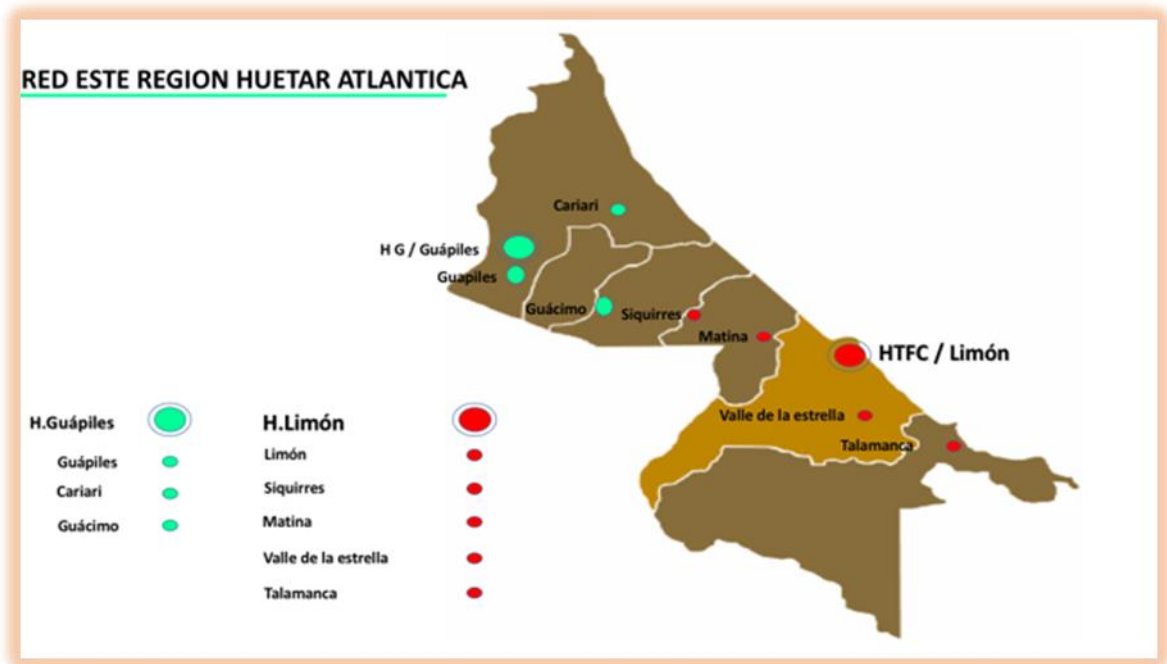 RED ESTE REGION HUETAR ATLANTICA
Cariari
H G / Guápiles
Guapiles
Guácimo
Siquirres
Matina
HTFC / Limón
Valle de la estrella
Talamanca
H.Guápiles
Guápiles
Cariari
Guácimo
H.Limón
Limón
Siquirres
Matina
Valle de la estrella
Talamanca